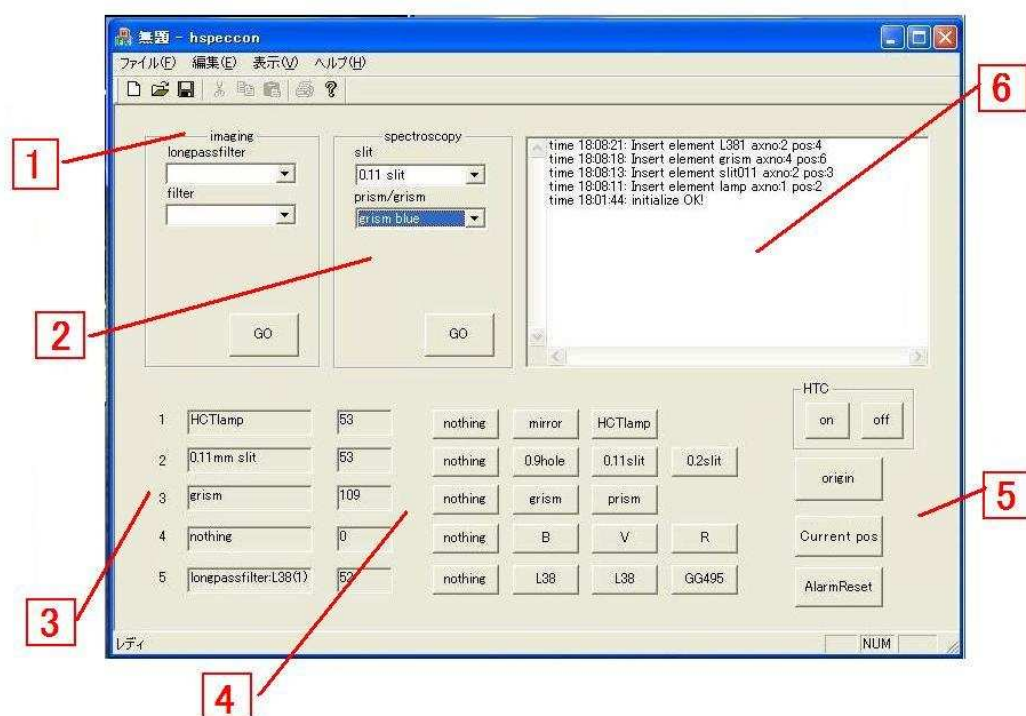 無題 - hspeccon
ファイル(F) 編集(E) 表示(V) ヘルプ(H)
1
imaging
longpassfilter
filter
GO
spectroscopy
slit
0.11 slit
prism/grism
grism blue
GO
2
time 18:08:21: Insert element L381 axno:2 pos:4
time 18:08:18: Insert element grism axno:4 pos:6
time 18:08:13: Insert element slit011 axno:2 pos:3
time 18:08:11: Insert element lamp axno:1 pos:2
time 18:01:44: initialize OK!
6
1 HCTlamp 53 nothing mirror HCTlamp
2 0.11mm slit 53 nothing 0.9hole 0.11slit 0.2slit
3 grism 109 nothing grism prism
4 nothing 0 nothing B V R
5 longpassfilter:L38(1) 52 nothing L38 L38 GG495
HTC
on off
origin
Current pos
AlarmReset
5
3
4
レディ
NUM